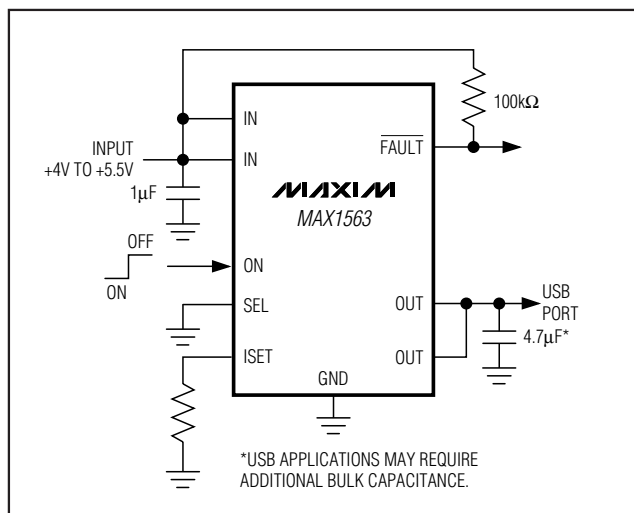 100kΩ
IN
INPUT
+4V TO +5.5V
IN
FAULT
1µF
MAXIM
MAX1563
OFF
ON
ON
SEL
OUT
USB
PORT
4.7µF*
ISET
OUT
GND
*USB APPLICATIONS MAY REQUIRE
ADDITIONAL BULK CAPACITANCE.